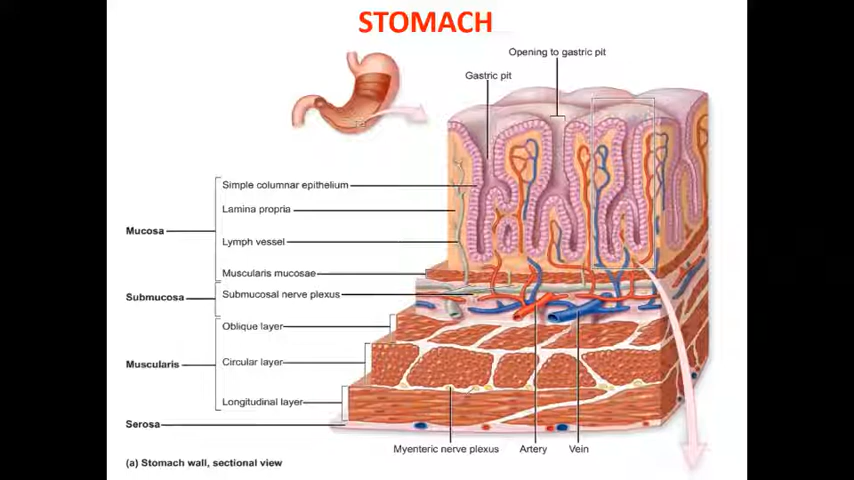 STOMACH
Opening to gastric pit
Gastric pit
Simple columnar epithelium
Lamina propria
Mucosa
Lymph vessel
Muscularis mucosae
Submucosa
Submucosal nerve plexus
Oblique layer
Muscularis
Circular layer
Longitudinal layer
Serosa
Myenteric nerve plexus
Artery
Vein
(a) Stomach wall, sectional view